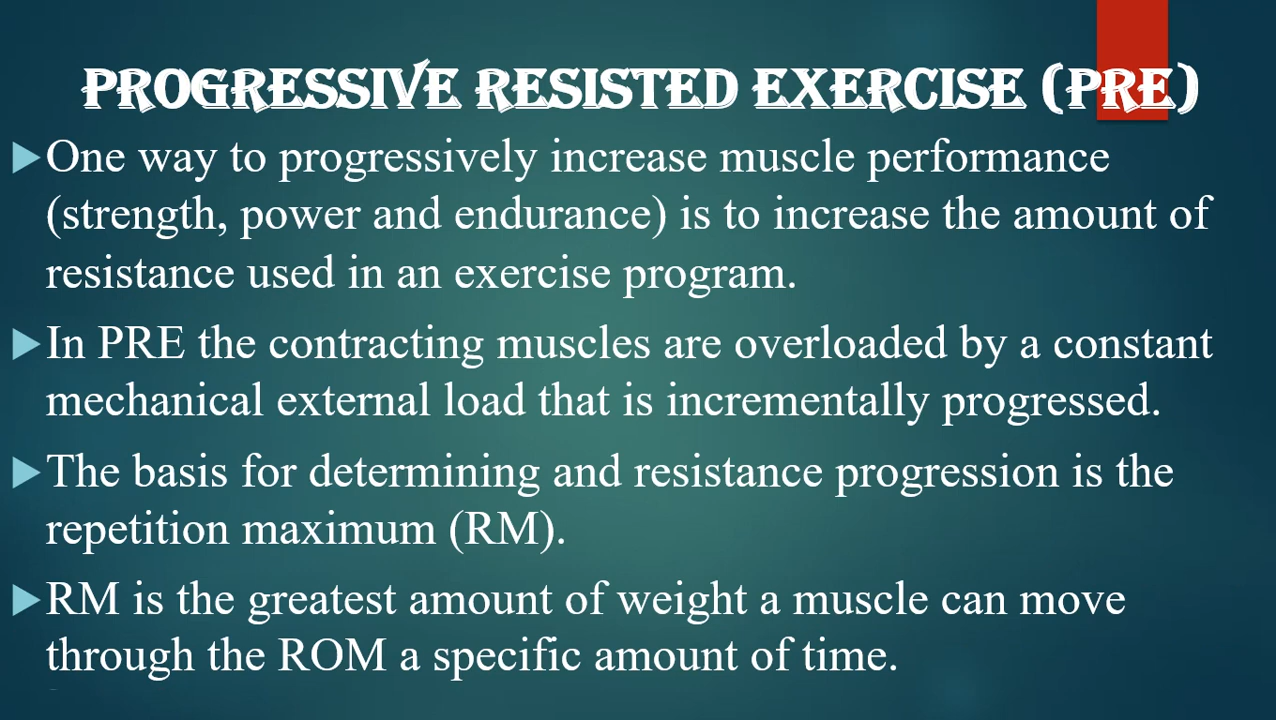 PROGRESSIVE RESISTED EXERCISE (PRE)
One way to progressively increase muscle performance
(strength, power and endurance) is to increase the amount of
resistance used in an exercise program.
In PRE the contracting muscles are overloaded by a constant
mechanical external load that is incrementally progressed.
The basis for determining and resistance progression is the
repetition maximum (RM).
RM is the greatest amount of weight a muscle can move
through the ROM a specific amount of time.